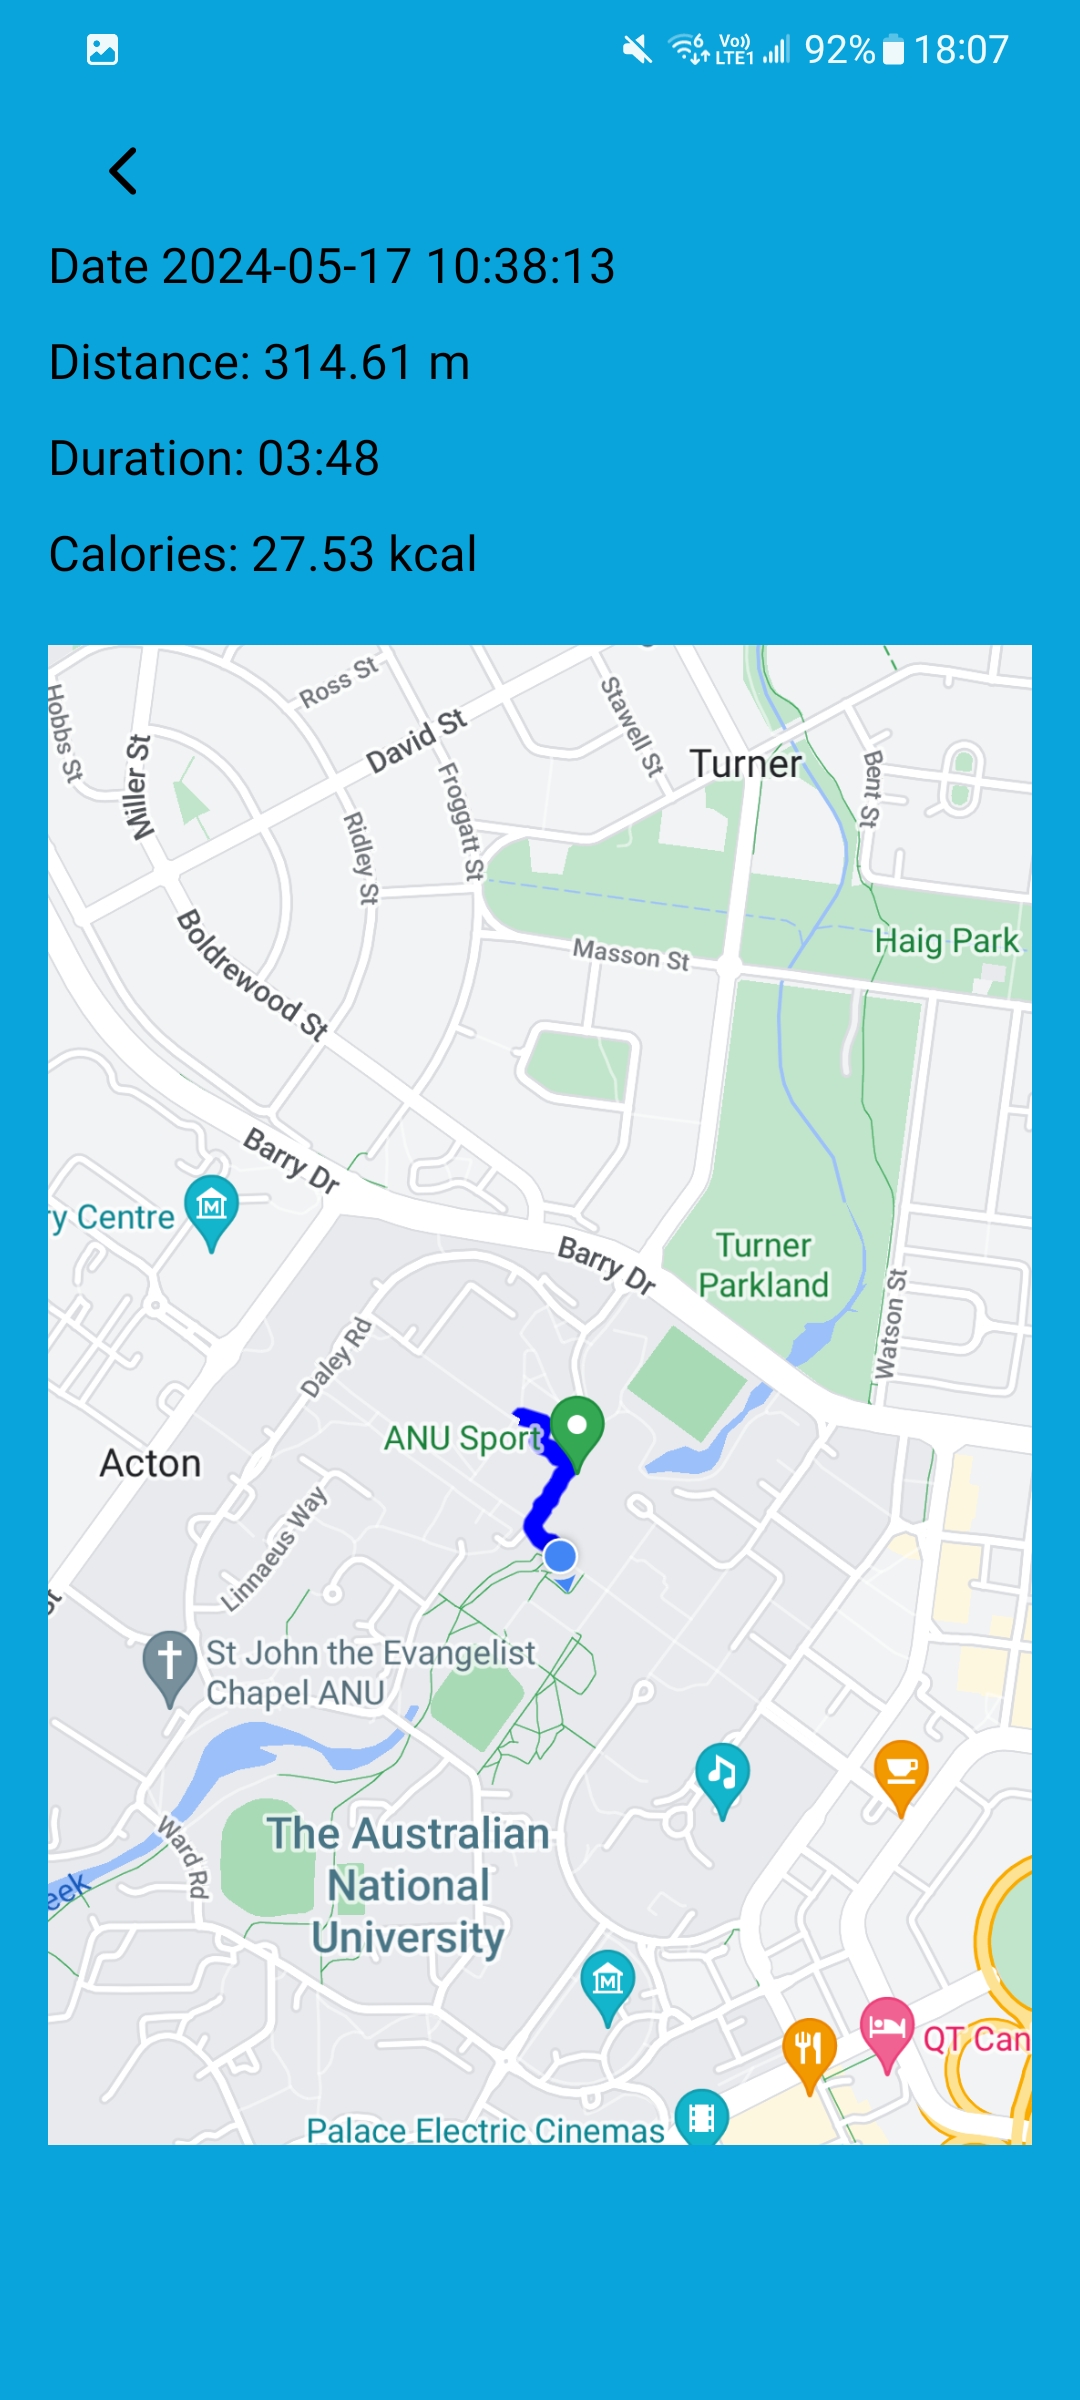 92% 18:07
Date 2024-05-17 10:38:13
Distance: 314.61 m
Duration: 03:48
Calories: 27.53 kcal
Hobbs St
Miller St
Ross St
David St
Stawell St
Turner
Bent St
Froggatt St
Ridley St
Boldrewood St
Masson St
Haig Park
Barry Dr
ry Centre
Barry Dr
Turner
Parkland
Watson St
Daley Rd
ANU Sport
Acton
Linnaeus Way
St
St John the Evangelist
Chapel ANU
Ward Rd
eek
The Australian
National
University
QT Can
Palace Electric Cinemas